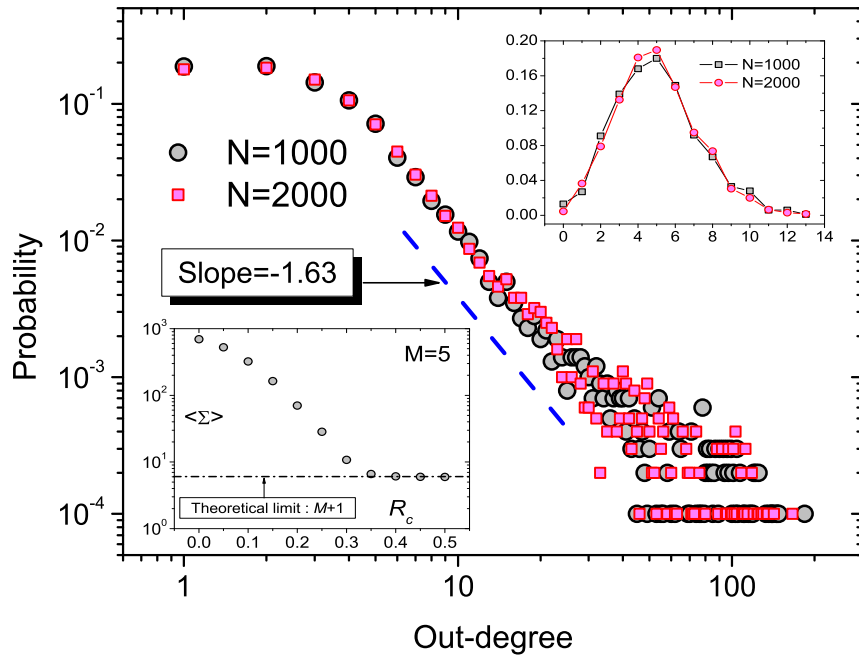 0.20
0.16
0.12
0.08
0.04
0.00
0 2 4 6 8 10 12 14
N=1000
N=2000
10^-1
10^-2
10^-3
10^-4
Probability
N=1000
N=2000
Slope=-1.63
10^3
10^2
10^1
10^0
<Σ>
M=5
Theoretical limit : M+1
R_c
0.0 0.1 0.2 0.3 0.4 0.5
1 10 100
Out-degree